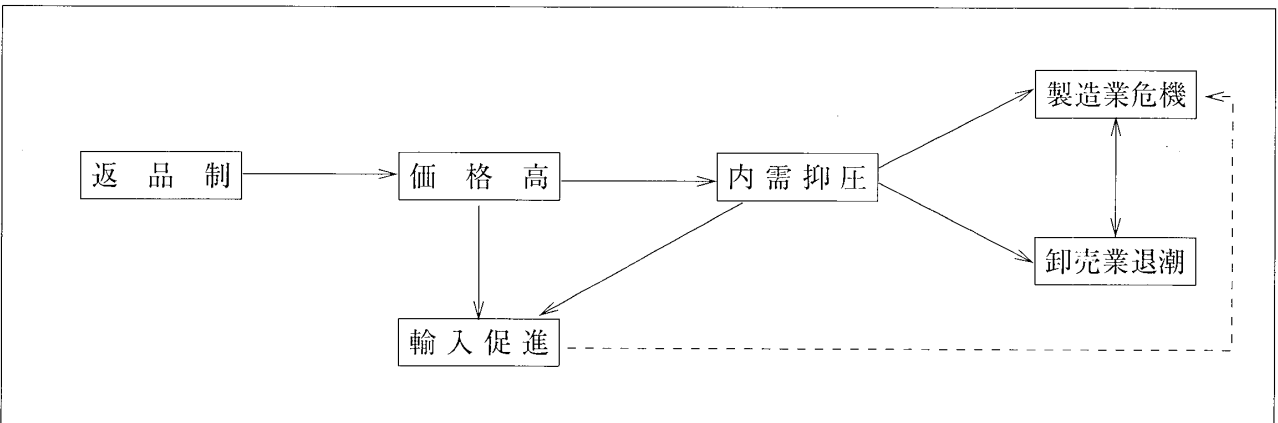 製造業危機
返品制
価格高
内需抑圧
卸売業退潮
輸入促進